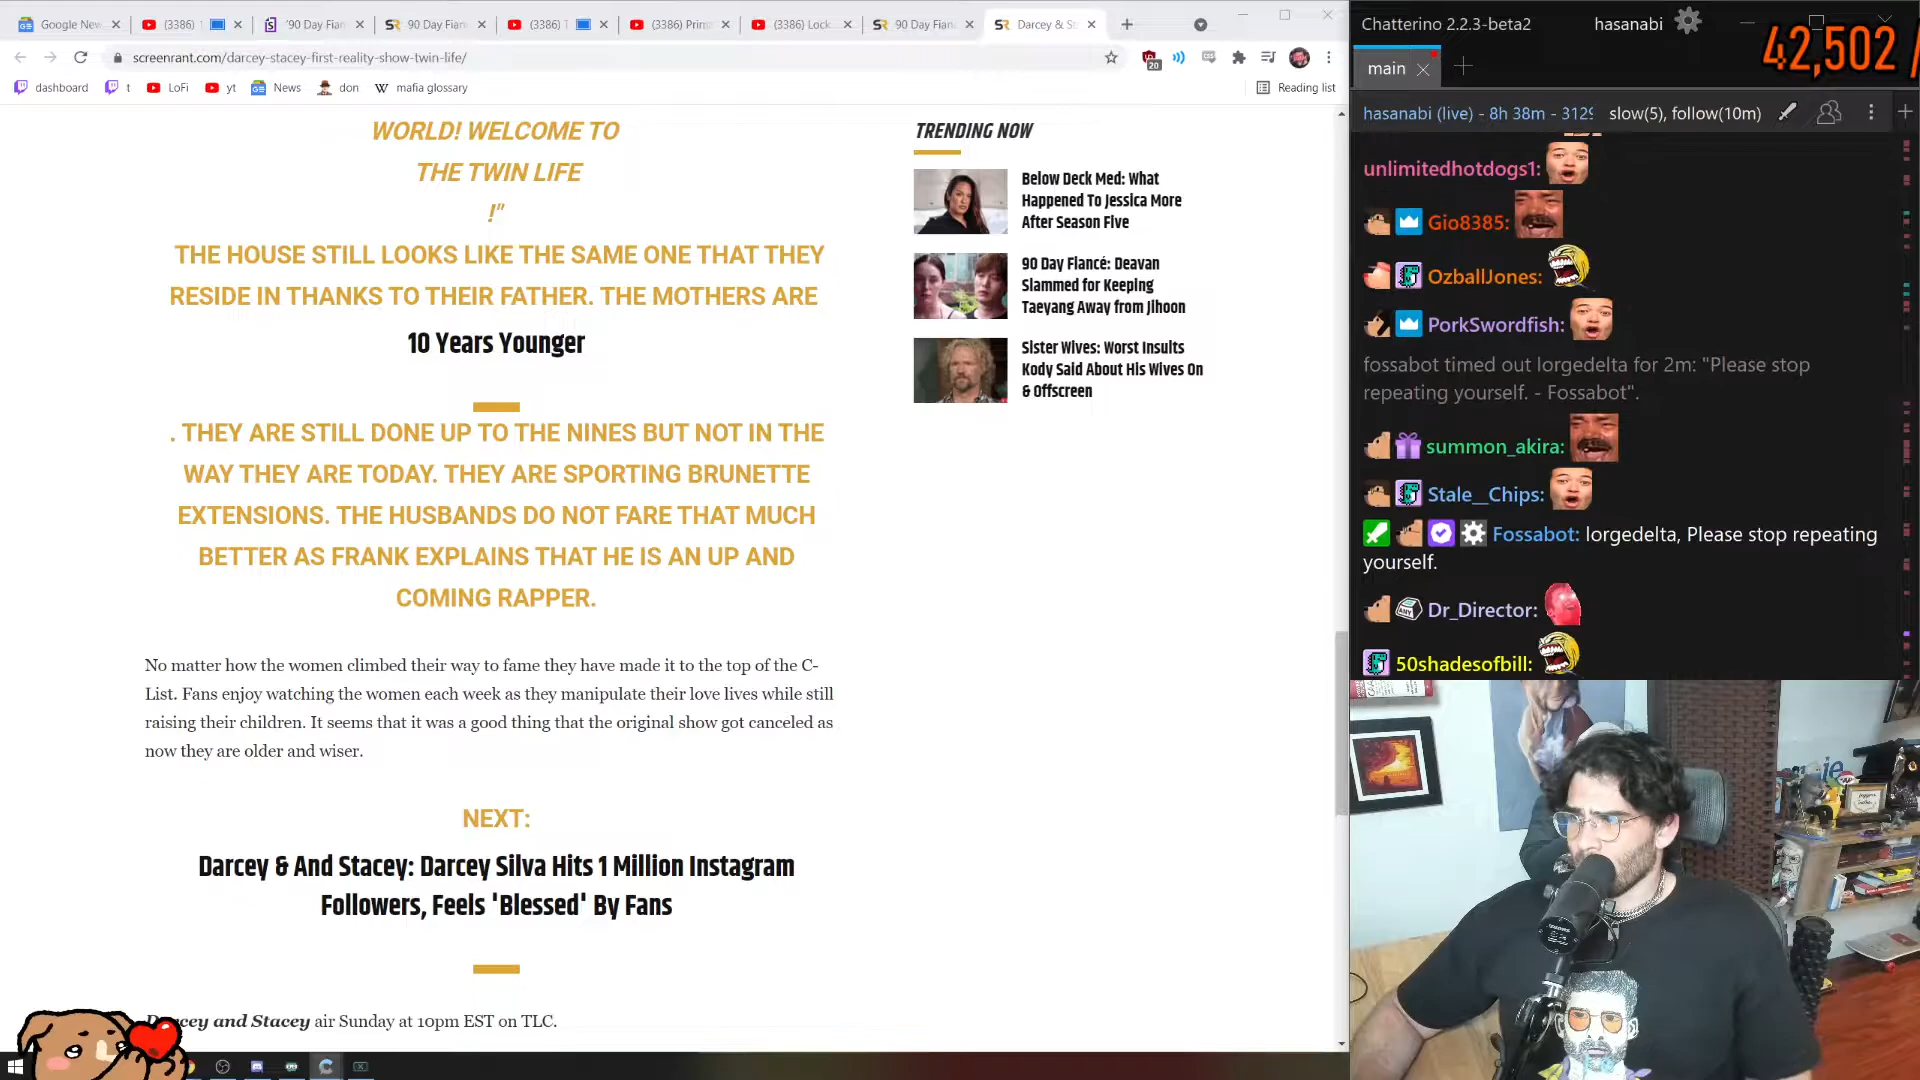 Google New
(3386) 1
'90 Day Fian
90 Day Fian
(3386) T
(3386) Prim
(3386) Lock
90 Day Fian
Darcey & St
screenrant.com/darcey-stacey-first-reality-show-twin-life/
20
dashboard
t
LoFi
yt
News
don
W
mafia glossary
Reading list
WORLD! WELCOME TO
THE TWIN LIFE
!"
THE HOUSE STILL LOOKS LIKE THE SAME ONE THAT THEY
RESIDE IN THANKS TO THEIR FATHER. THE MOTHERS ARE
10 Years Younger
. THEY ARE STILL DONE UP TO THE NINES BUT NOT IN THE
WAY THEY ARE TODAY. THEY ARE SPORTING BRUNETTE
EXTENSIONS. THE HUSBANDS DO NOT FARE THAT MUCH
BETTER AS FRANK EXPLAINS THAT HE IS AN UP AND
COMING RAPPER.
No matter how the women climbed their way to fame they have made it to the top of the C-
List. Fans enjoy watching the women each week as they manipulate their love lives while still
raising their children. It seems that it was a good thing that the original show got canceled as
now they are older and wiser.
NEXT:
Darcey & And Stacey: Darcey Silva Hits 1 Million Instagram
Followers, Feels 'Blessed' By Fans
cey and Stacey air Sunday at 10pm EST on TLC.
TRENDING NOW
Below Deck Med: What
Happened To Jessica More
After Season Five
90 Day Fiancé: Deavan
Slammed for Keeping
Taeyang Away from Jihoon
Sister Wives: Worst Insults
Kody Said About His Wives On
& Offscreen
Chatterino 2.2.3-beta2
hasanabi
42,502 /
main
hasanabi (live) - 8h 38m - 3129
slow(5), follow(10m)
unlimitedhotdogs1:
Gio8385:
OzballJones:
PorkSwordfish:
fossabot timed out lorgedelta for 2m: "Please stop
repeating yourself. - Fossabot".
summon_akira:
Stale__Chips:
Fossabot: lorgedelta, Please stop repeating
yourself.
ANY
Dr_Director:
50shadesofbill: